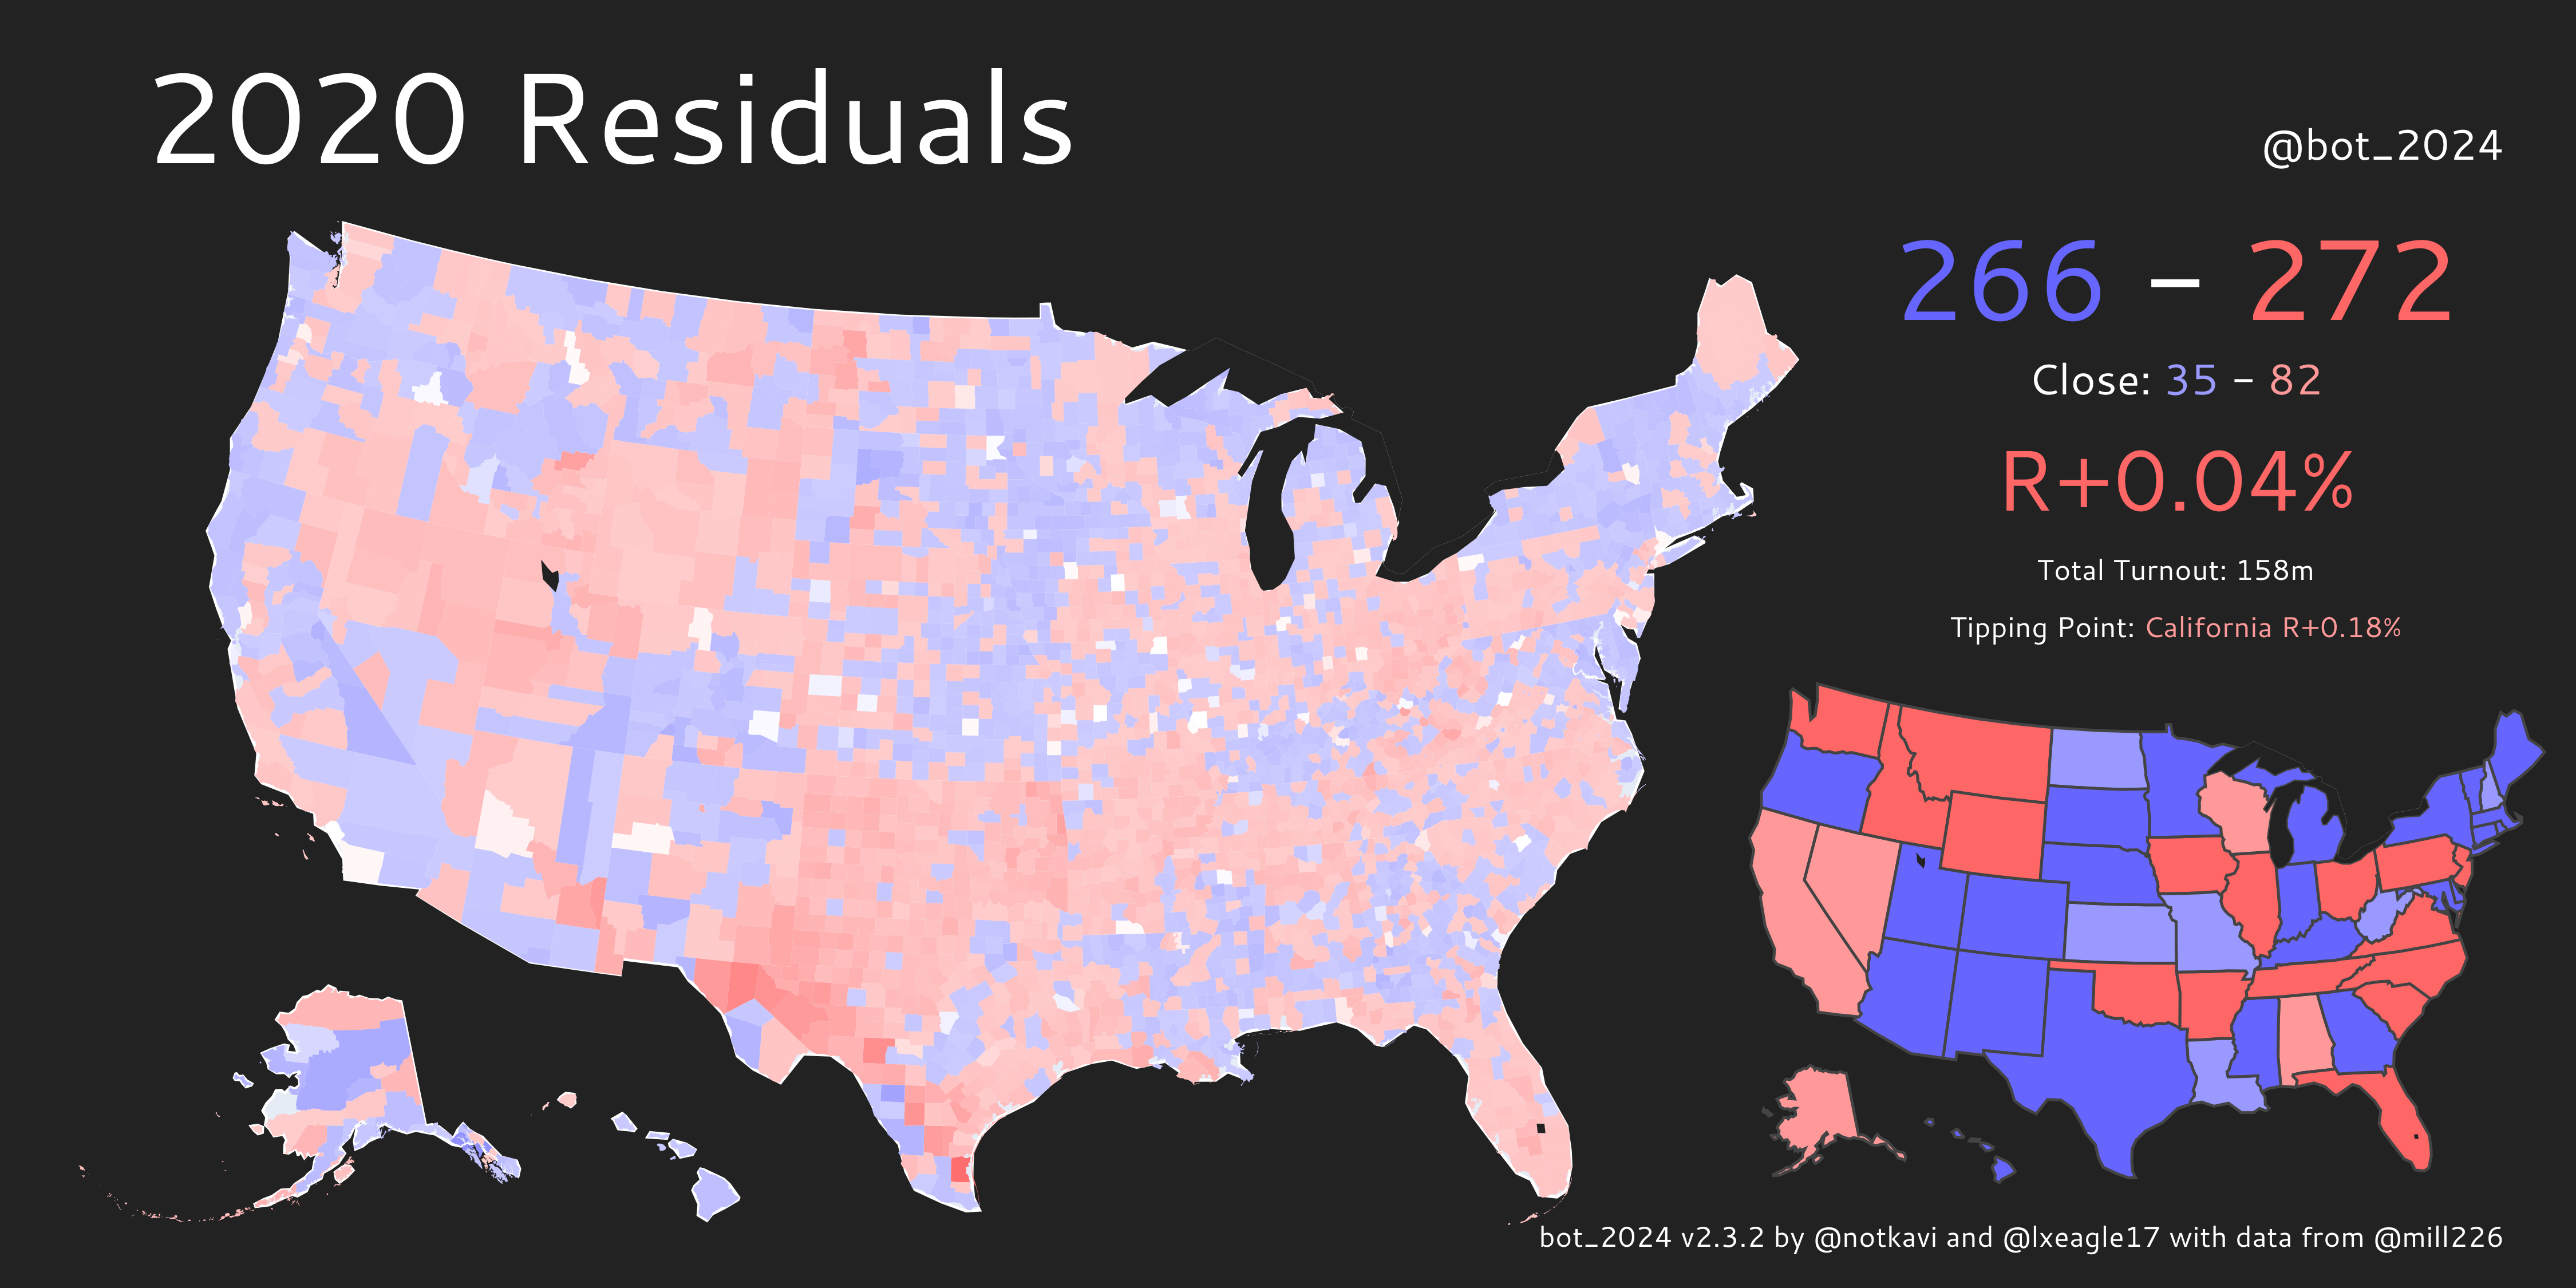 2020 Residuals
@bot_2024
266 – 272
Close: 35 – 82
R+0.04%
Total Turnout: 158m
Tipping Point: California R+0.18%
bot_2024 v2.3.2 by @notkavi and @lxeagle17 with data from @mill226